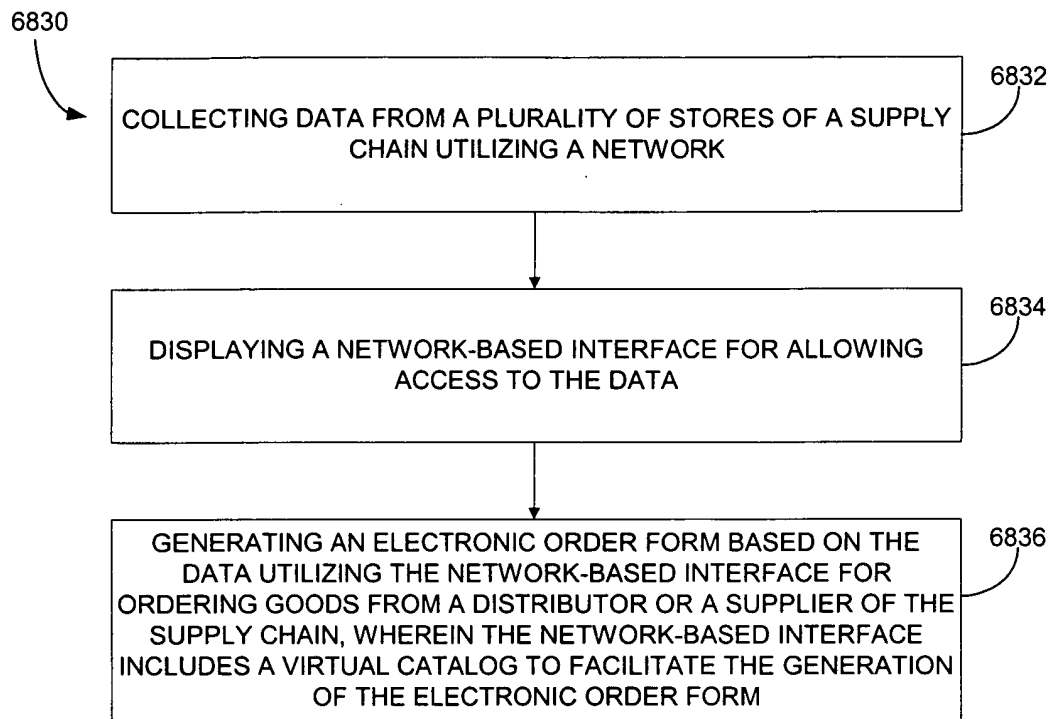 6830
6832
COLLECTING DATA FROM A PLURALITY OF STORES OF A SUPPLY
CHAIN UTILIZING A NETWORK
6834
DISPLAYING A NETWORK-BASED INTERFACE FOR ALLOWING
ACCESS TO THE DATA
6836
GENERATING AN ELECTRONIC ORDER FORM BASED ON THE
DATA UTILIZING THE NETWORK-BASED INTERFACE FOR
ORDERING GOODS FROM A DISTRIBUTOR OR A SUPPLIER OF THE
SUPPLY CHAIN, WHEREIN THE NETWORK-BASED INTERFACE
INCLUDES A VIRTUAL CATALOG TO FACILITATE THE GENERATION
OF THE ELECTRONIC ORDER FORM